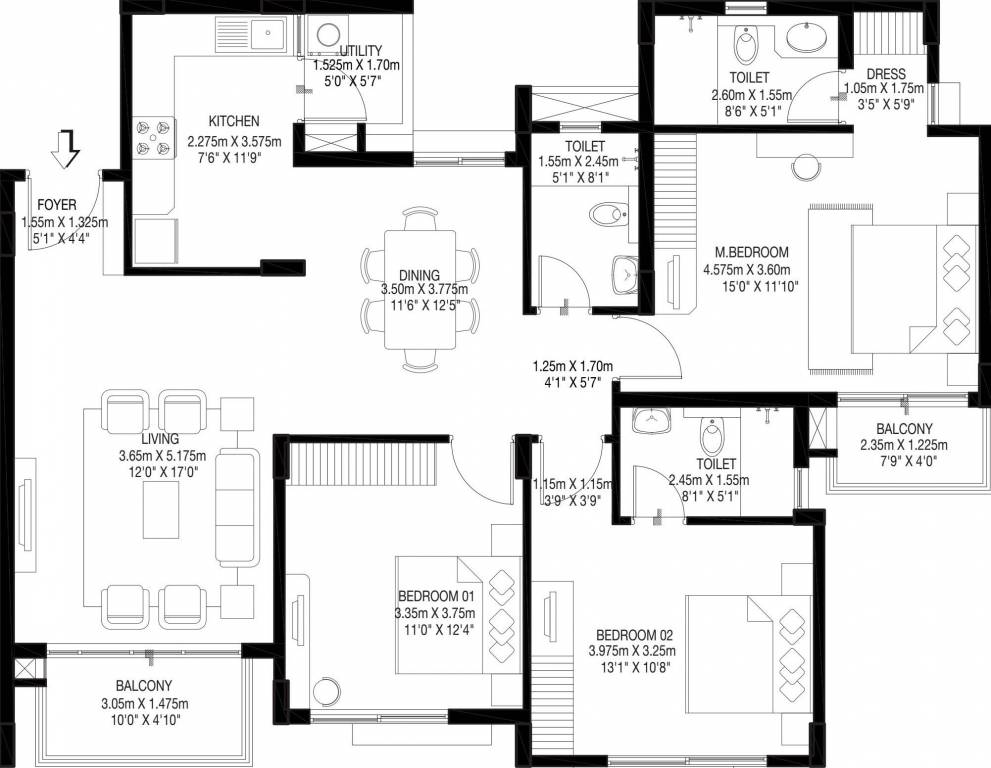 UTILITY
1.525m X 1.70m
5'0" X 5'7"
KITCHEN
2.275m X 3.575m
7'6" X 11'9"
TOILET
2.60m X 1.55m
8'6" X 5'1"
DRESS
1.05m X 1.75m
3'5" X 5'9"
TOILET
1.55m X 2.45m
5'1" X 8'1"
FOYER
1.55m X 1.325m
5'1" X 4'4"
M.BEDROOM
4.575m X 3.60m
15'0" X 11'10"
DINING
3.50m X 3.775m
11'6" X 12'5"
1.25m X 1.70m
4'1" X 5'7"
LIVING
3.65m X 5.175m
12'0" X 17'0"
BALCONY
2.35m X 1.225m
7'9" X 4'0"
TOILET
2.45m X 1.55m
8'1" X 5'1"
1.15m X 1.15m
3'9" X 3'9"
BEDROOM 01
3.35m X 3.75m
11'0" X 12'4"
BEDROOM 02
3.975m X 3.25m
13'1" X 10'8"
BALCONY
3.05m X 1.475m
10'0" X 4'10"